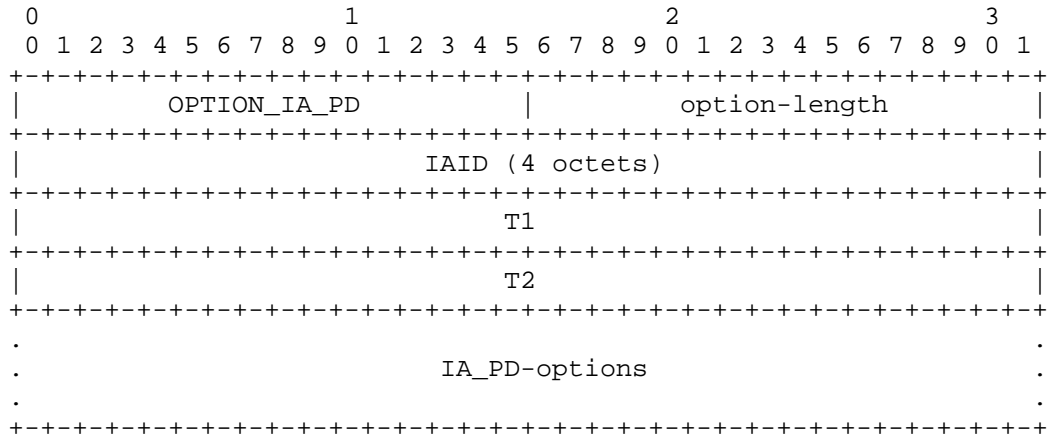 0                   1                   2                   3
 0 1 2 3 4 5 6 7 8 9 0 1 2 3 4 5 6 7 8 9 0 1 2 3 4 5 6 7 8 9 0 1
+-+-+-+-+-+-+-+-+-+-+-+-+-+-+-+-+-+-+-+-+-+-+-+-+-+-+-+-+-+-+-+-+
|         OPTION_IA_PD          |         option-length         |
+-+-+-+-+-+-+-+-+-+-+-+-+-+-+-+-+-+-+-+-+-+-+-+-+-+-+-+-+-+-+-+-+
|                         IAID (4 octets)                       |
+-+-+-+-+-+-+-+-+-+-+-+-+-+-+-+-+-+-+-+-+-+-+-+-+-+-+-+-+-+-+-+-+
|                              T1                               |
+-+-+-+-+-+-+-+-+-+-+-+-+-+-+-+-+-+-+-+-+-+-+-+-+-+-+-+-+-+-+-+-+
|                              T2                               |
+-+-+-+-+-+-+-+-+-+-+-+-+-+-+-+-+-+-+-+-+-+-+-+-+-+-+-+-+-+-+-+-+
.                                                               .
.                          IA_PD-options                        .
.                                                               .
+-+-+-+-+-+-+-+-+-+-+-+-+-+-+-+-+-+-+-+-+-+-+-+-+-+-+-+-+-+-+-+-+